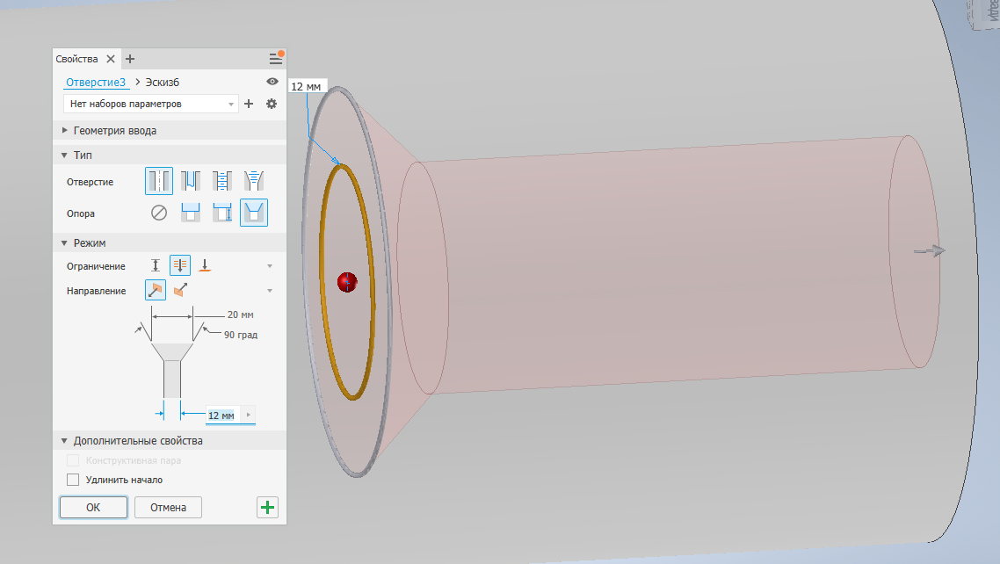 Свойства
Отверстие3 > Эскиз6
Нет наборов параметров
Геометрия ввода
Тип
Отверстие
Опора
Режим
Ограничение
Направление
20 мм
90 град
12 мм
Дополнительные свойства
Конструктивная пара
Удлинить начало
ОК
Отмена
12 мм